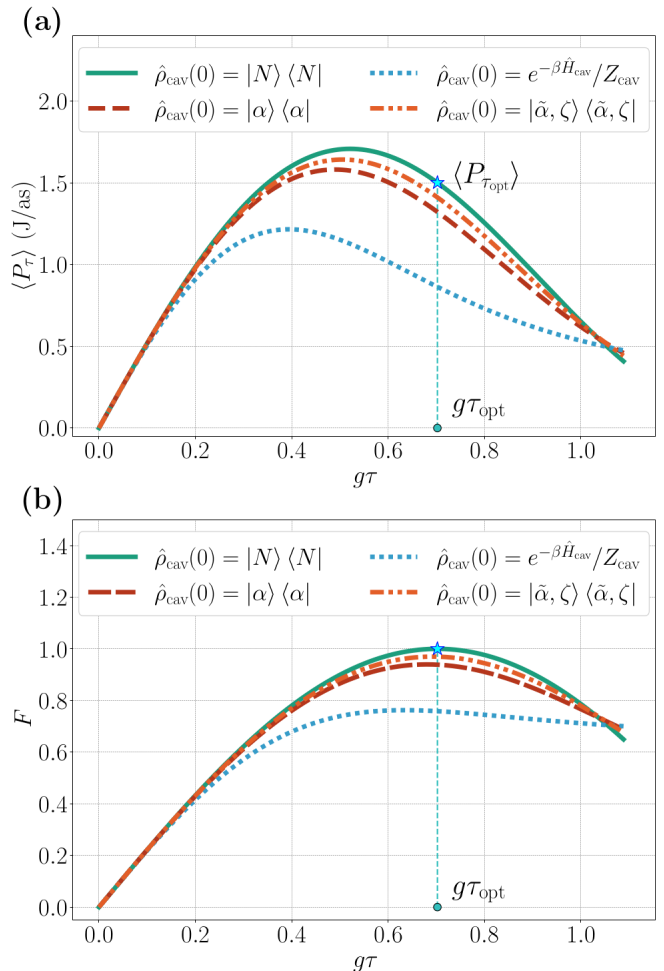 (a)
ρ̂cav(0) = |N⟩ ⟨N|
ρ̂cav(0) = e^{−βĤcav}/Zcav
ρ̂cav(0) = |α⟩ ⟨α|
ρ̂cav(0) = |α̃, ζ⟩ ⟨α̃, ζ|
2.0
1.5
1.0
0.5
0.0
⟨Pτ⟩ (J/as)
⟨Pτopt⟩
gτopt
0.0 0.2 0.4 0.6 0.8 1.0
gτ
(b)
ρ̂cav(0) = |N⟩ ⟨N|
ρ̂cav(0) = e^{−βĤcav}/Zcav
ρ̂cav(0) = |α⟩ ⟨α|
ρ̂cav(0) = |α̃, ζ⟩ ⟨α̃, ζ|
1.4
1.2
1.0
0.8
0.6
0.4
0.2
0.0
F
gτopt
0.0 0.2 0.4 0.6 0.8 1.0
gτ